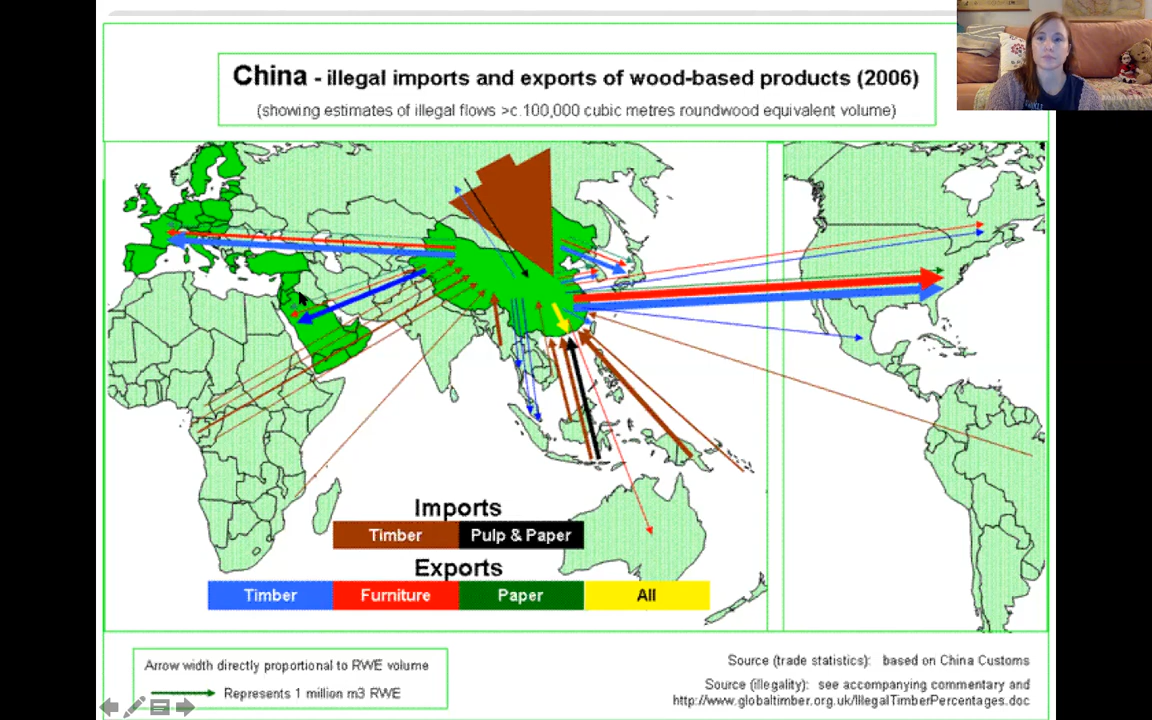 China - illegal imports and exports of wood-based products (2006)
(showing estimates of illegal flows >c.100,000 cubic metres roundwood equivalent volume)
Imports
Timber Pulp & Paper
Exports
Timber Furniture Paper All
Arrow width directly proportional to RWE volume
Represents 1 million m3 RWE
Source (trade statistics): based on China Customs
Source (illegality): see accompanying commentary and
http://www.globaltimber.org.uk/IllegalTimberPercentages.doc